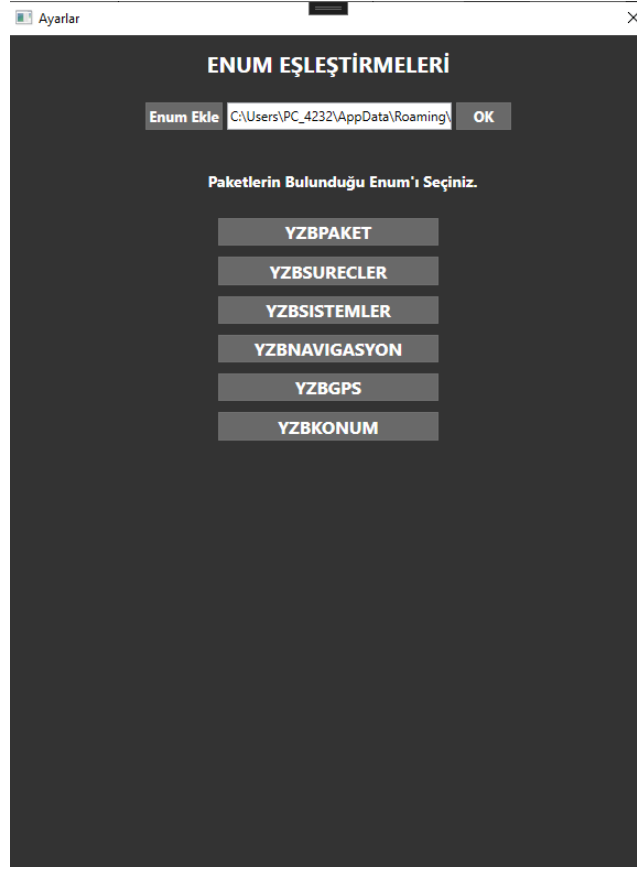 Ayarlar
ENUM EŞLEŞTİRMELERİ
Enum Ekle C:\Users\PC_4232\AppData\Roaming\ OK
Paketlerin Bulunduğu Enum'ı Seçiniz.
YZBPAKET
YZBSURECLER
YZBSISTEMLER
YZBNAVIGASYON
YZBGPS
YZBKONUM